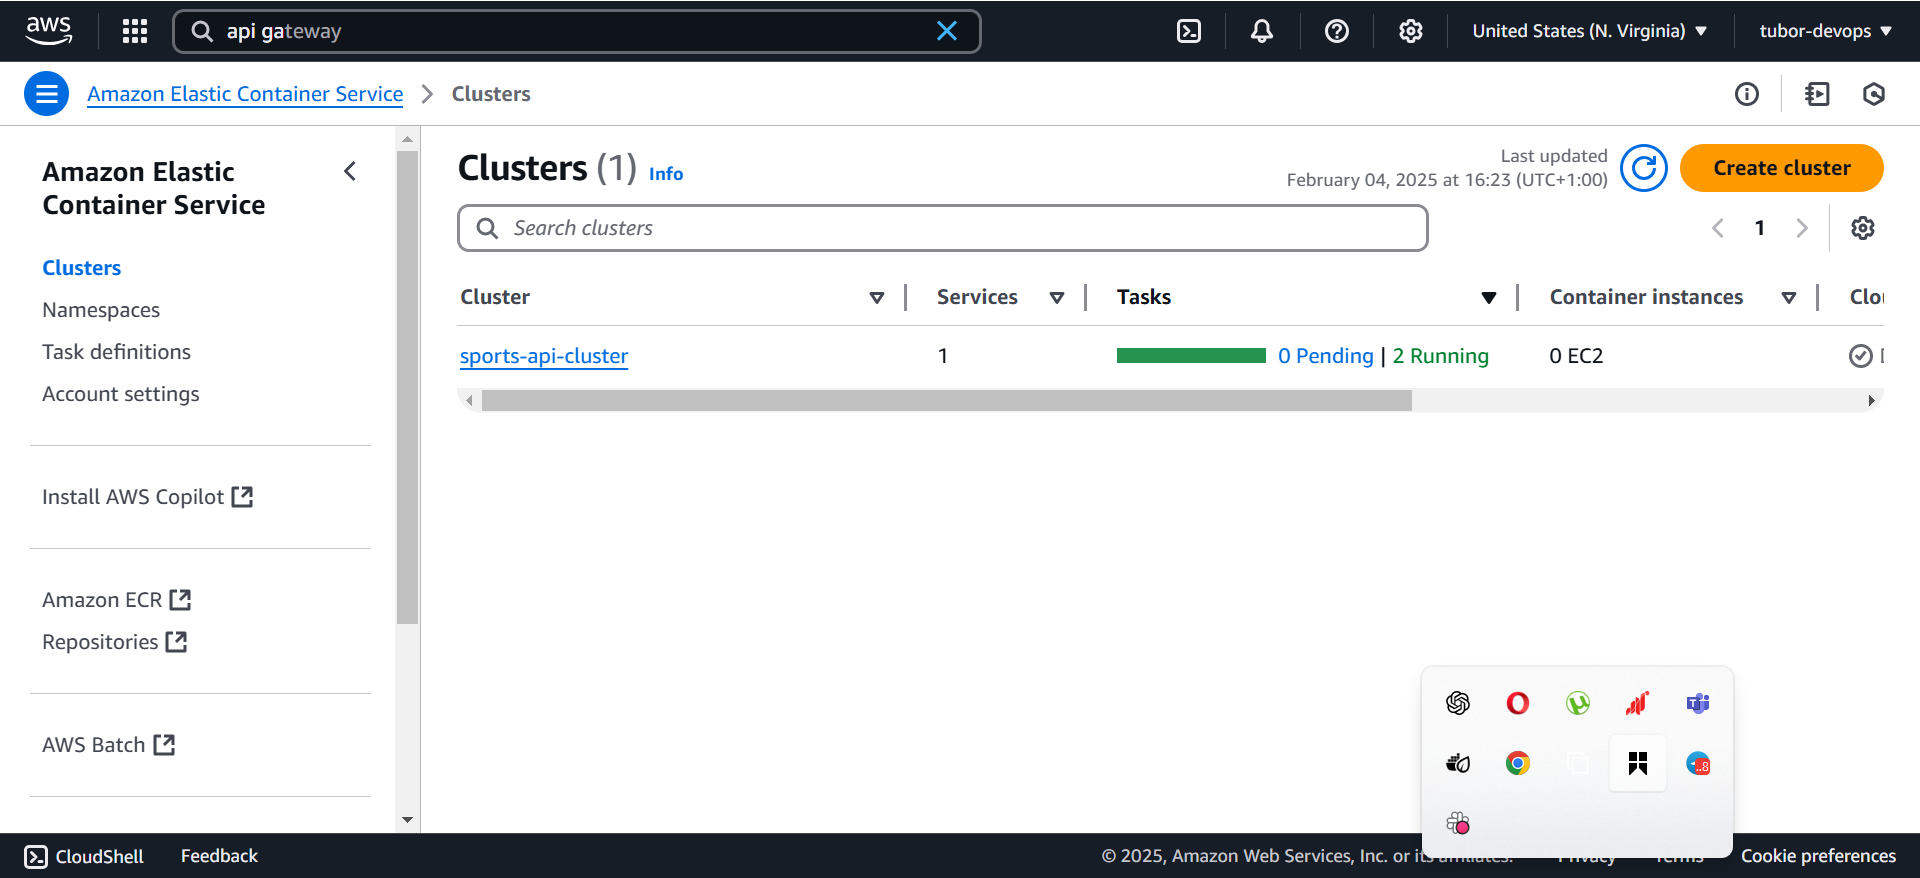 aws
api gateway
United States (N. Virginia)
tubor-devops
Amazon Elastic Container Service
Clusters
Amazon Elastic
Container Service
Clusters
Namespaces
Task definitions
Account settings
Install AWS Copilot
Amazon ECR
Repositories
AWS Batch
Clusters (1) Info
Last updated
February 04, 2025 at 16:23 (UTC+1:00)
Create cluster
Search clusters
1
Cluster Services Tasks Container instances Clou
sports-api-cluster 1 0 Pending | 2 Running 0 EC2
CloudShell Feedback © 2025, Amazon Web Services, Inc. or its affiliates. Privacy Terms Cookie preferences